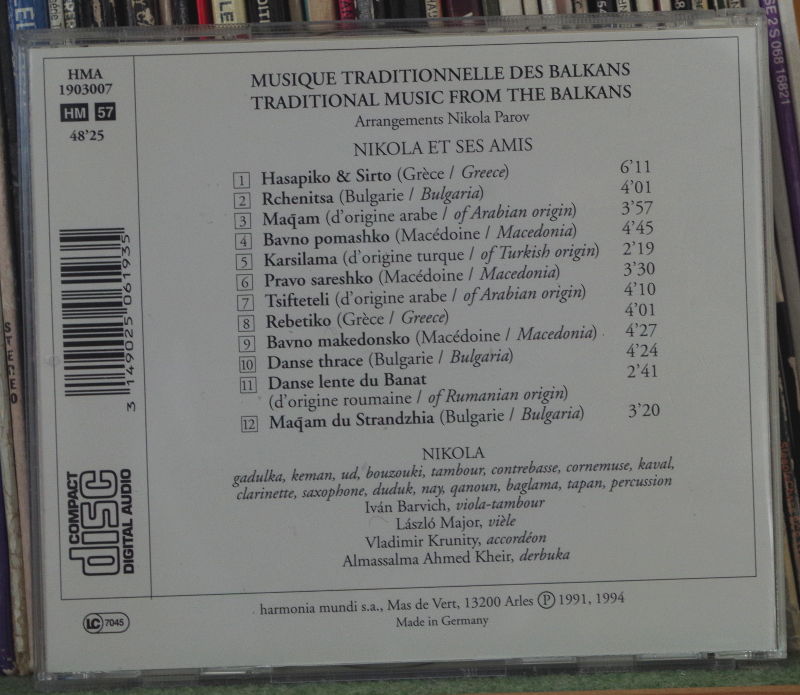 HMA
1903007
HM 57
48’25
MUSIQUE TRADITIONNELLE DES BALKANS
TRADITIONAL MUSIC FROM THE BALKANS
Arrangements Nikola Parov
NIKOLA ET SES AMIS
1 Hasapiko & Sirto (Grèce / Greece) 6’11
2 Rchenitsa (Bulgarie / Bulgaria) 4’01
3 Maqam (d’origine arabe / of Arabian origin) 3’57
4 Bavno pomashko (Macédoine / Macedonia) 4’45
5 Karsilama (d’origine turque / of Turkish origin) 2’19
6 Pravo sareshko (Macédoine / Macedonia) 3’30
7 Tsifteteli (d’origine arabe / of Arabian origin) 4’10
8 Rebetiko (Grèce / Greece) 4’01
9 Bavno makedonsko (Macédoine / Macedonia) 4’27
10 Danse thrace (Bulgarie / Bulgaria) 4’24
11 Danse lente du Banat 2’41
(d’origine roumaine / of Rumanian origin)
12 Maqam du Strandzhia (Bulgarie / Bulgaria) 3’20
NIKOLA
gadulka, keman, ud, bouzouki, tambour, contrebasse, cornemuse, kaval,
clarinette, saxophone, duduk, nay, qanoun, baglama, tapan, percussion
Iván Barvich, viola-tambour
László Major, vièle
Vladimir Krunity, accordéon
Almassalma Ahmed Kheir, derbuka
3 149025 061935
COMPACT
disc
DIGITAL AUDIO
LC 7045
harmonia mundi s.a., Mas de Vert, 13200 Arles Ⓟ 1991, 1994
Made in Germany
STEREO
SE 2 S 068 16821